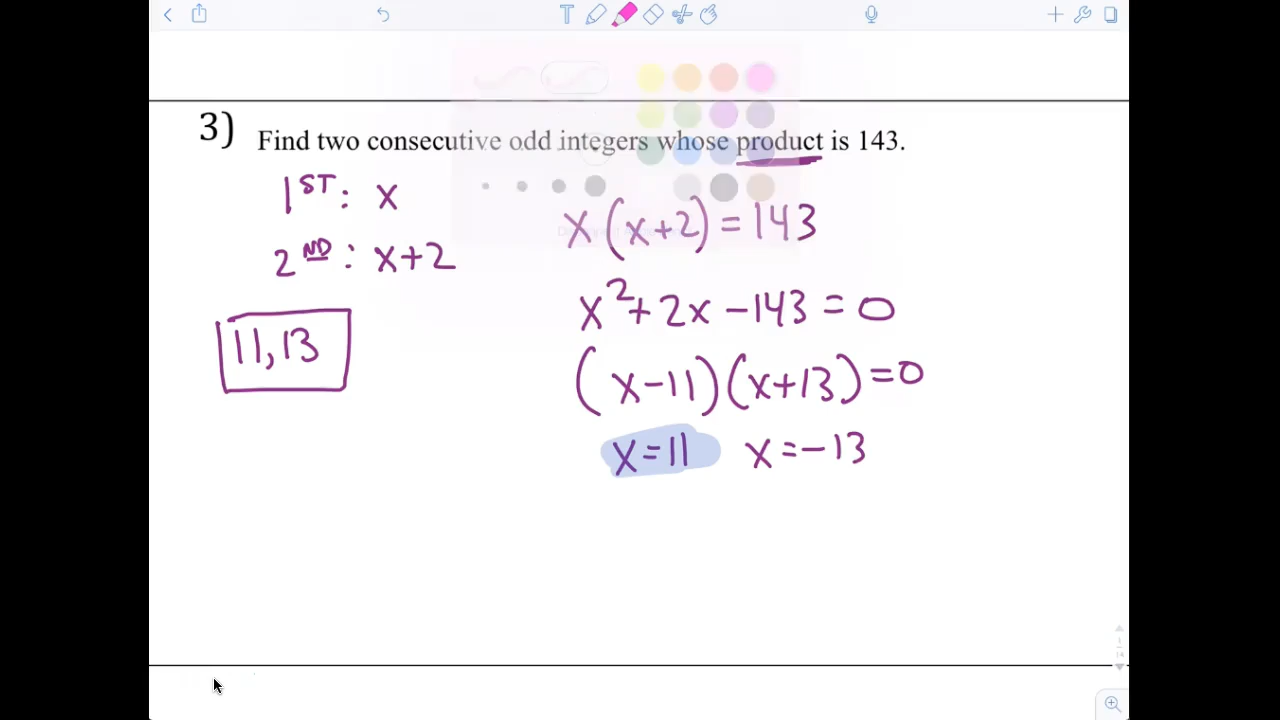 3) Find two consecutive odd integers whose product is 143.
1ST: x
2ND: x+2
11, 13
x(x+2) = 143
x²+2x-143 = 0
(x-11)(x+13) = 0
x=11 x=-13